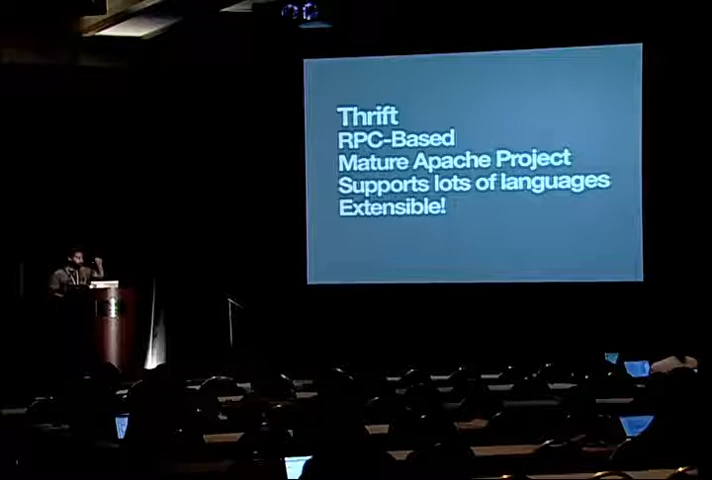 Thrift
RPC-Based
Mature Apache Project
Supports lots of languages
Extensible!